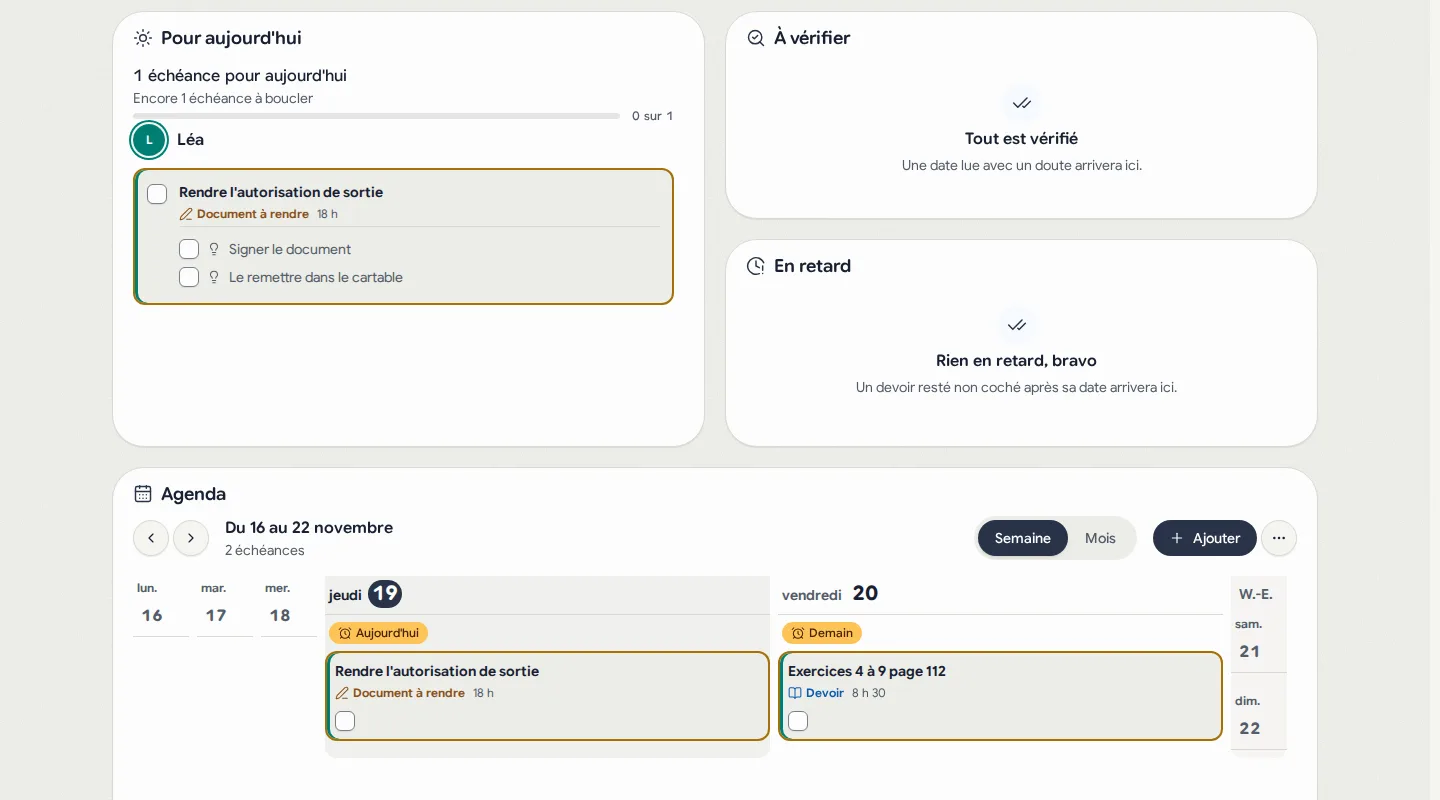 Pour aujourd'hui
1 échéance pour aujourd'hui
Encore 1 échéance à boucler
0 sur 1
L
Léa
Rendre l'autorisation de sortie
Document à rendre 18 h
Signer le document
Le remettre dans le cartable
À vérifier
Tout est vérifié
Une date lue avec un doute arrivera ici.
En retard
Rien en retard, bravo
Un devoir resté non coché après sa date arrivera ici.
Agenda
Du 16 au 22 novembre
2 échéances
Semaine
Mois
Ajouter
lun.
16
mar.
17
mer.
18
jeudi 19
Aujourd'hui
Rendre l'autorisation de sortie
Document à rendre 18 h
vendredi 20
Demain
Exercices 4 à 9 page 112
Devoir 8 h 30
W.-E.
sam.
21
dim.
22